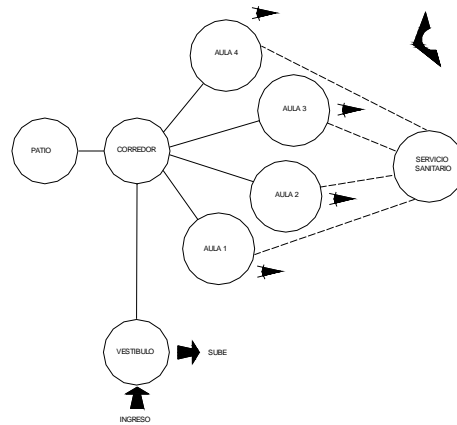 AULA 4
AULA 3
PATIO
CORREDOR
SERVICIO
SANITARIO
AULA 2
AULA 1
VESTIBULO
SUBE
INGRESO